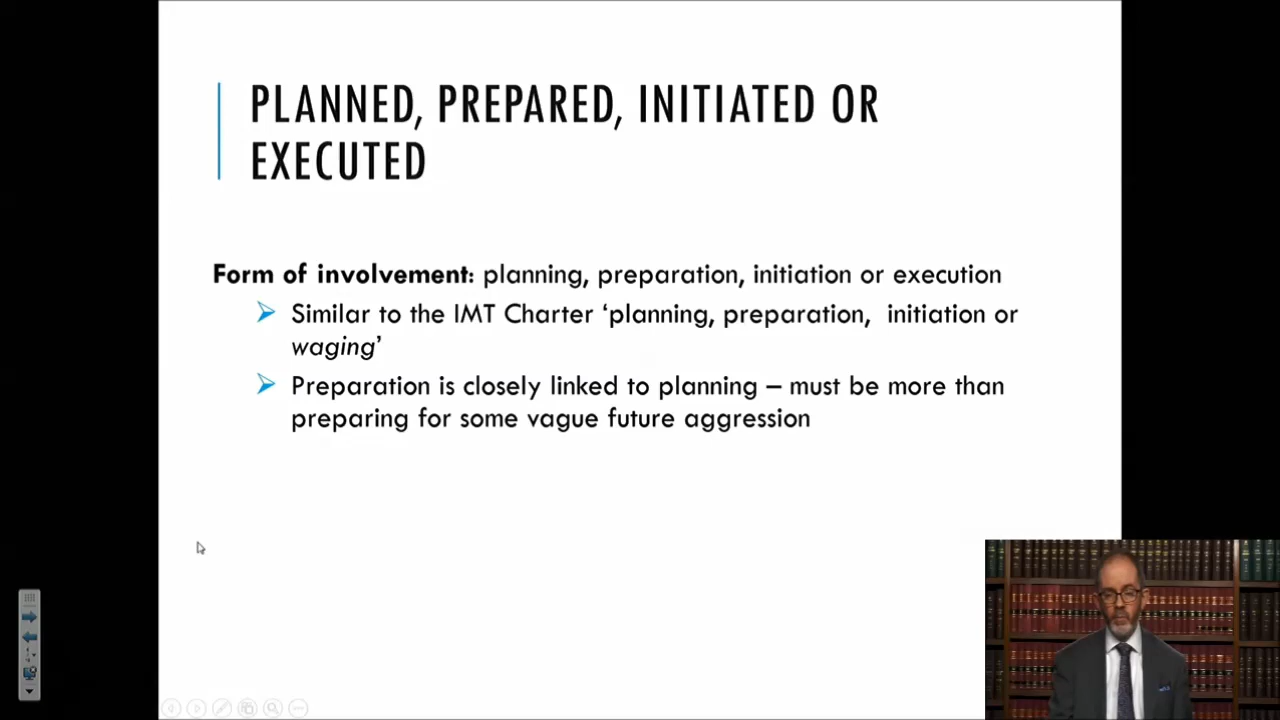 PLANNED, PREPARED, INITIATED OR
EXECUTED
Form of involvement: planning, preparation, initiation or execution
Similar to the IMT Charter ‘planning, preparation, initiation or
waging’
Preparation is closely linked to planning – must be more than
preparing for some vague future aggression